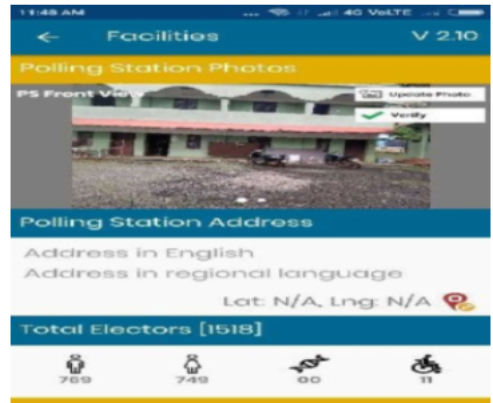 11:48 AM ... 4G VoLTE
← Facilities V 2.10
Polling Station Photos
PS Front View
Update Photo
Verify
Polling Station Address
Address in English
Address in regional language
Lat: N/A, Lng: N/A
Total Electors [1518]
769 749 00 11